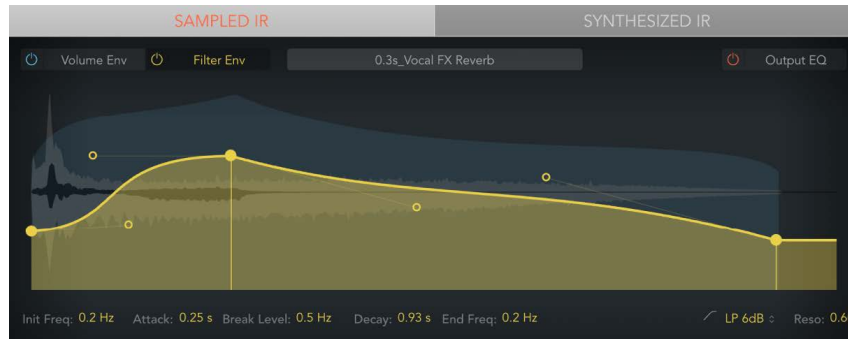 SAMPLED IR SYNTHESIZED IR
Volume Env Filter Env 0.3s_Vocal FX Reverb Output EQ
Init Freq: 0.2 Hz Attack: 0.25 s Break Level: 0.5 Hz Decay: 0.93 s End Freq: 0.2 Hz LP 6dB Reso: